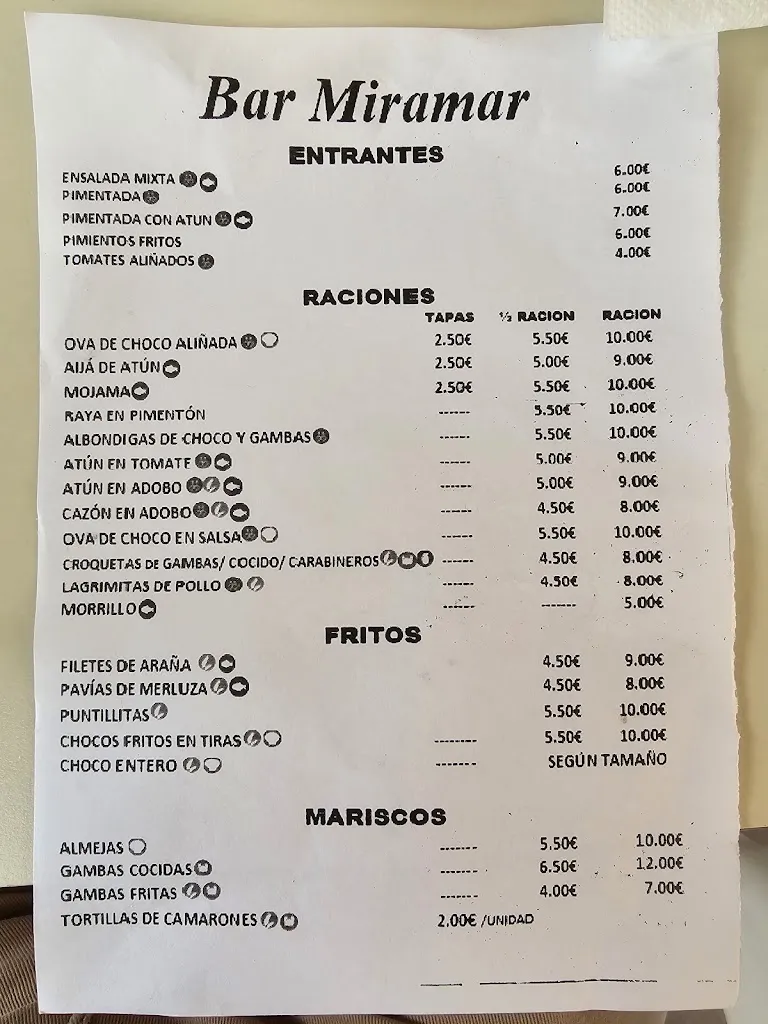 Bar Miramar
ENTRANTES
ENSALADA MIXTA 6.00€
PIMENTADA 6.00€
PIMENTADA CON ATUN 7.00€
PIMIENTOS FRITOS 6.00€
TOMATES ALIÑADOS 4.00€
RACIONES
TAPAS ½ RACION RACION
OVA DE CHOCO ALIÑADA 2.50€ 5.50€ 10.00€
AIJÁ DE ATÚN 2.50€ 5.00€ 9.00€
MOJAMA 2.50€ 5.50€ 10.00€
RAYA EN PIMENTÓN ------ 5.50€ 10.00€
ALBONDIGAS DE CHOCO Y GAMBAS ------ 5.50€ 10.00€
ATÚN EN TOMATE ------ 5.00€ 9.00€
ATÚN EN ADOBO ------ 5.00€ 9.00€
CAZÓN EN ADOBO ------ 4.50€ 8.00€
OVA DE CHOCO EN SALSA ------ 5.50€ 10.00€
CROQUETAS DE GAMBAS/ COCIDO/ CARABINEROS ------ 4.50€ 8.00€
LAGRIMITAS DE POLLO ------ 4.50€ 8.00€
MORRILLO ------ ------- 5.00€
FRITOS
FILETES DE ARAÑA 4.50€ 9.00€
PAVÍAS DE MERLUZA 4.50€ 8.00€
PUNTILLITAS 5.50€ 10.00€
CHOCOS FRITOS EN TIRAS -------- 5.50€ 10.00€
CHOCO ENTERO -------- SEGÚN TAMAÑO
MARISCOS
ALMEJAS ------- 5.50€ 10.00€
GAMBAS COCIDAS ------- 6.50€ 12.00€
GAMBAS FRITAS ------- 4.00€ 7.00€
TORTILLAS DE CAMARONES 2.00€ /UNIDAD